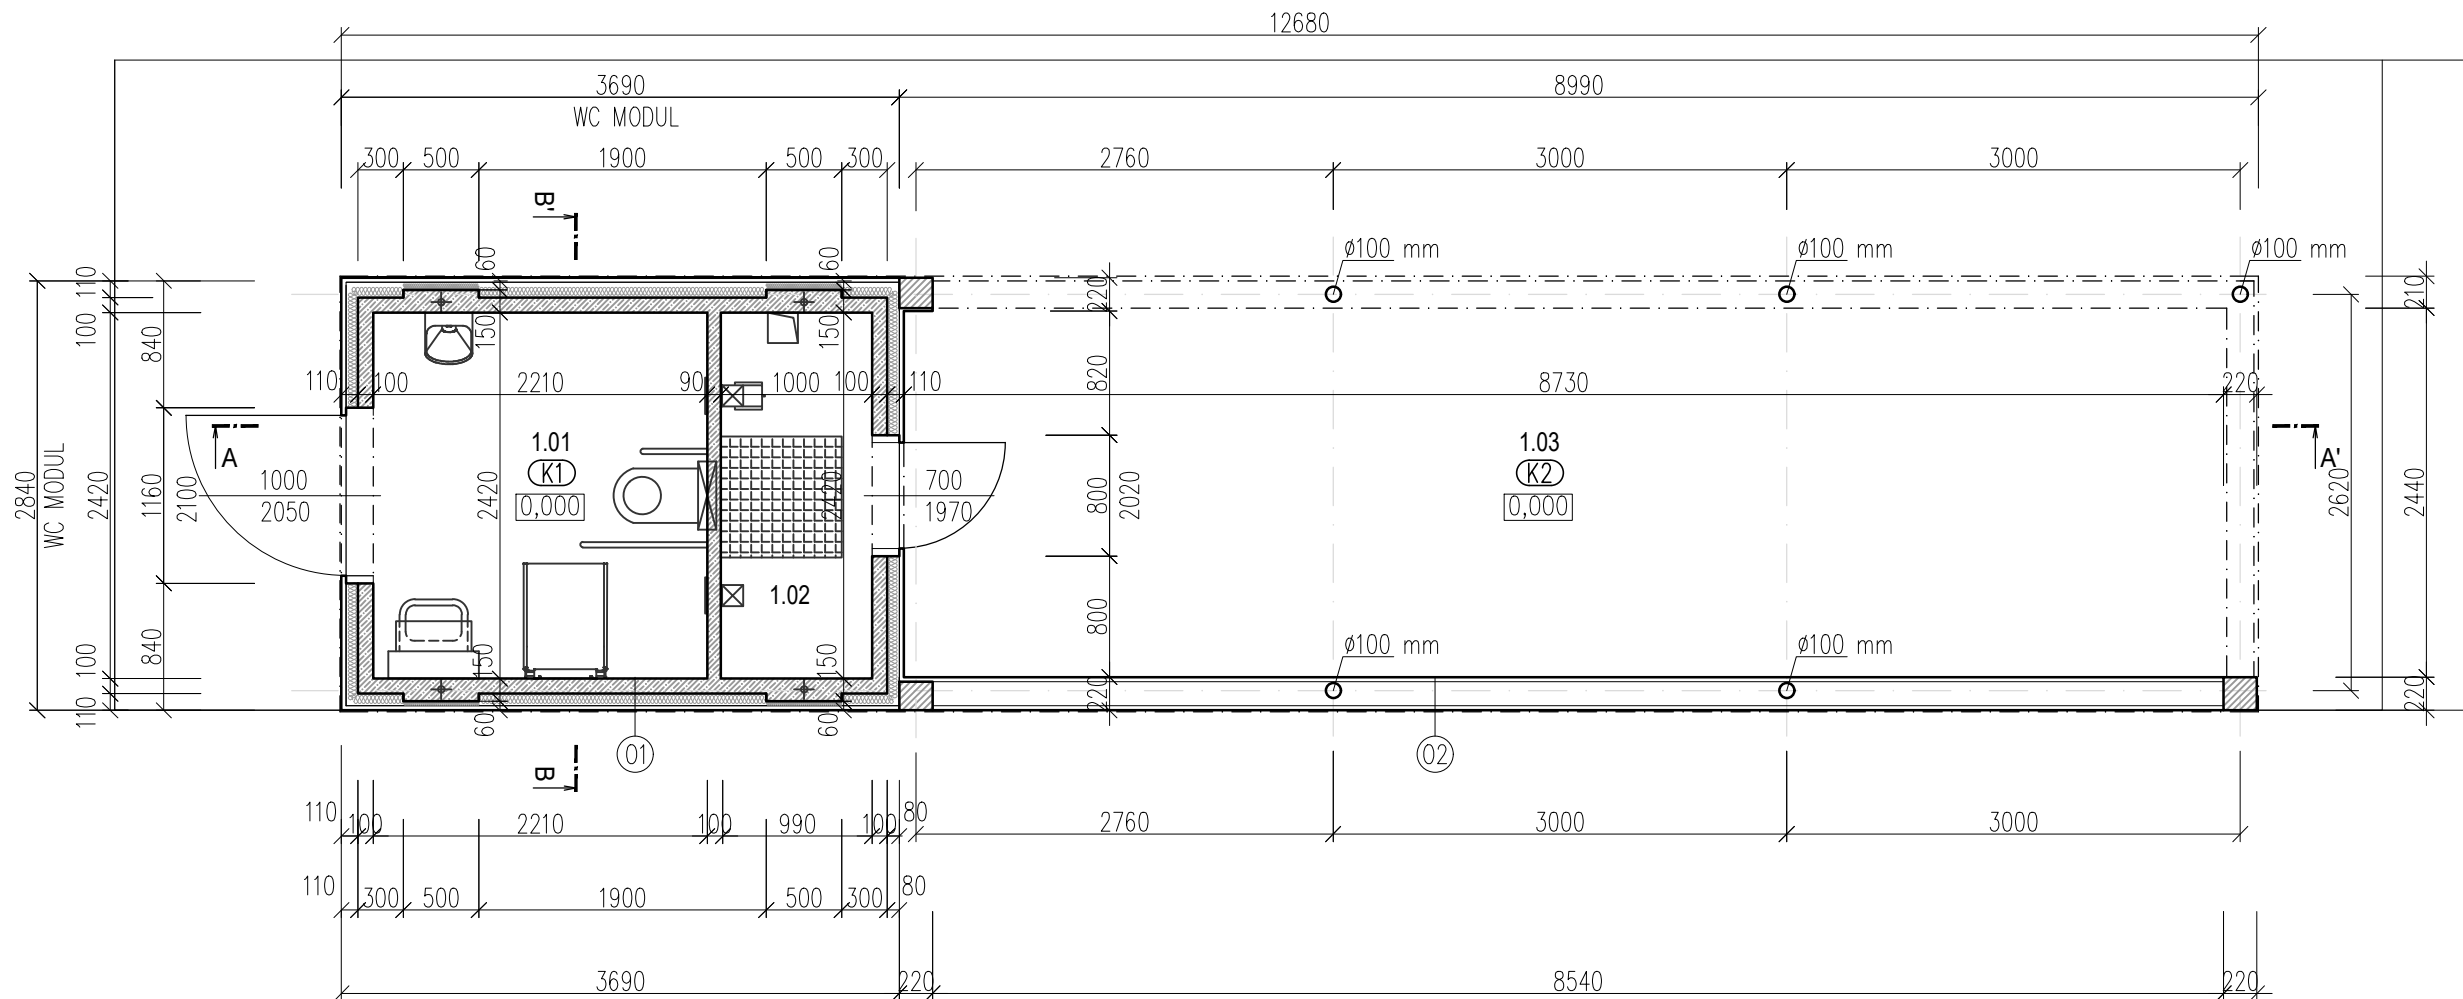 12680
3690
8990
WC MODUL
300 500 1900 500 300
2760 3000 3000
B'
ø100 mm
ø100 mm
ø100 mm
60
60
110
100
840
150
150
220
210
110 100 2210 90 1000 100 110
820
8730
220
1.01
K1
0,000
1.03
K2
0,000
A
A'
2840
WC MODUL
2420
1160
2100
1000
2050
2420
2420
700
1970
800
2020
2620
2440
1.02
800
840
100
110
150
150
60
60
220
220
ø100 mm
ø100 mm
01
02
B
110 100 2210 100 990 100 80
2760 3000 3000
110 300 500 1900 500 300 80
3690 220 8540 220